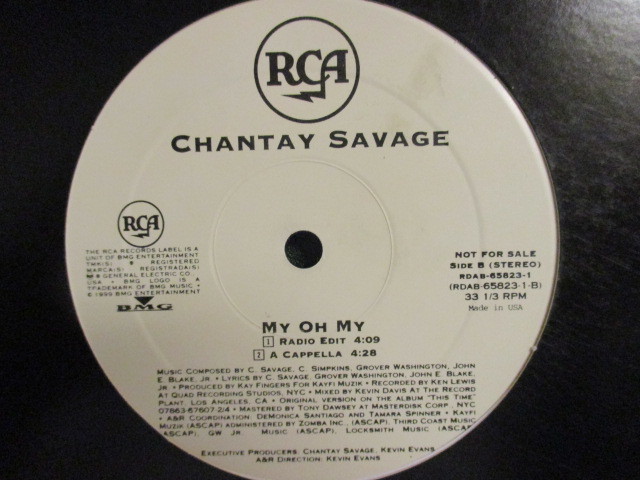 RCA
CHANTAY SAVAGE
RCA
THE RCA RECORDS LABEL IS A
UNIT OF BMG ENTERTAINMENT
TMK(S) ® REGISTERED
MARCA(S) REGISTRADA(S)
GENERAL ELECTRIC CO.,
USA • BMG LOGO IS A
TRADEMARK OF BMG MUSIC •
℗ 1999 BMG ENTERTAINMENT
BMG
NOT FOR SALE
SIDE B (STEREO)
RDAB-65823-1
(RDAB-65823-1-B)
33 1/3 RPM
Made in USA
MY OH MY
1 RADIO EDIT 4:09
2 A CAPPELLA 4:28
MUSIC COMPOSED BY C. SAVAGE, C. SIMPKINS, GROVER WASHINGTON, JOHN
E. BLAKE, JR. • LYRICS BY C. SAVAGE, GROVER WASHINGTON, JOHN E. BLAKE,
JR • PRODUCED BY KAY FINGERS FOR KAYFI MUZIK • RECORDED BY KEN LEWIS
AT QUAD RECORDING STUDIOS, NYC • MIXED BY KEVIN DAVIS AT THE RECORD
PLANT, LOS ANGELES, CA • ORIGINAL VERSION ON THE ALBUM "THIS TIME"
07863-67607-2/4 • MASTERED BY TONY DAWSEY AT MASTERDISK CORP. NYC
• A&R COORDINATION: DEMONICA SANTIAGO AND TAMARA SPINNER • KAYFI
MUZIK (ASCAP) ADMINISTERED BY ZOMBA INC., (ASCAP), THIRD COAST MUSIC
(ASCAP), GW JR. MUSIC (ASCAP), LOCKSMITH MUSIC (ASCAP)
EXECUTIVE PRODUCERS: CHANTAY SAVAGE, KEVIN EVANS
A&R DIRECTION: KEVIN EVANS